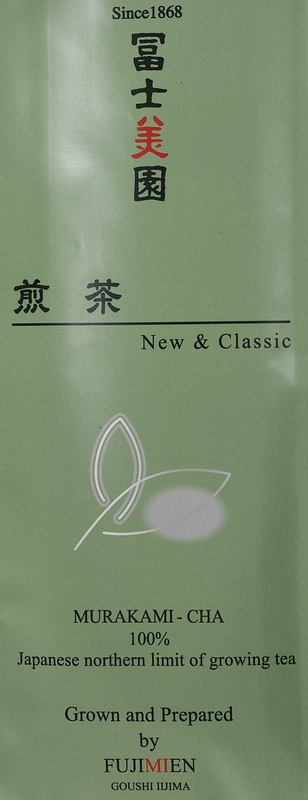 Since1868
冨士美園
煎茶
New & Classic
MURAKAMI - CHA
100%
Japanese northern limit of growing tea
Grown and Prepared
by
FUJIMIEN
GOUSHI IIJIMA